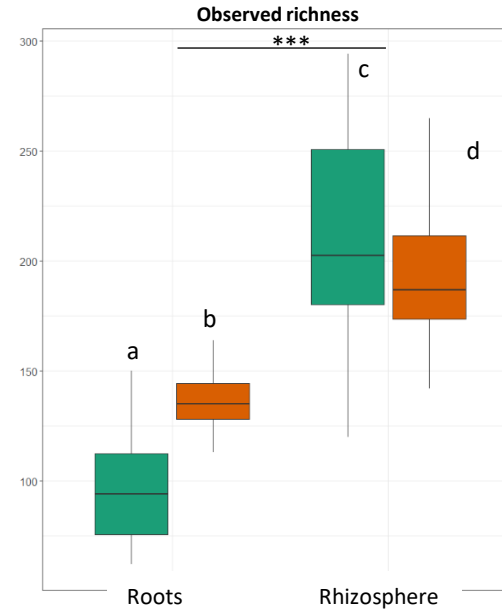 Observed richness
300
***
c
250
d
200
b
150
a
100
Roots Rhizosphere